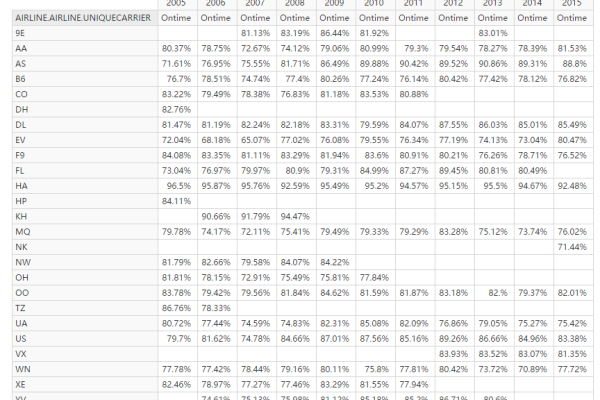 2005 2006 2007 2008 2009 2010 2011 2012 2013 2014 2015
AIRLINE.AIRLINE.UNIQUECARRIER Ontime Ontime Ontime Ontime Ontime Ontime Ontime Ontime Ontime Ontime Ontime
9E 81.13% 83.19% 86.44% 81.92% 83.01%
AA 80.37% 78.75% 72.67% 74.12% 79.06% 80.99% 79.3% 79.54% 78.27% 78.39% 81.53%
AS 71.61% 76.95% 75.55% 81.71% 86.49% 89.88% 90.42% 89.52% 90.86% 89.31% 88.8%
B6 76.7% 78.51% 74.74% 77.4% 80.26% 77.24% 76.14% 80.42% 77.42% 78.12% 76.82%
CO 83.22% 79.49% 78.38% 76.83% 81.18% 83.53% 80.88%
DH 82.76%
DL 81.47% 81.19% 82.24% 82.18% 83.31% 79.59% 84.07% 87.55% 86.03% 85.01% 85.49%
EV 72.04% 68.18% 65.07% 77.02% 76.08% 79.55% 76.34% 77.19% 74.13% 73.04% 80.47%
F9 84.08% 83.35% 81.11% 83.29% 81.94% 83.6% 80.91% 80.21% 76.26% 78.71% 76.52%
FL 73.04% 76.97% 79.97% 80.9% 79.31% 84.99% 87.27% 89.45% 80.81% 80.49%
HA 96.5% 95.87% 95.76% 92.59% 95.49% 95.2% 94.57% 95.15% 95.5% 94.67% 92.48%
HP 84.11%
KH 90.66% 91.79% 94.47%
MQ 79.78% 74.17% 72.11% 75.41% 79.49% 79.33% 79.29% 83.28% 75.12% 73.74% 76.02%
NK 71.44%
NW 81.79% 82.66% 79.58% 84.07% 84.22%
OH 81.81% 78.15% 72.91% 75.49% 75.81% 77.84%
OO 83.78% 79.42% 79.56% 81.84% 84.62% 81.59% 81.87% 83.18% 82.% 79.37% 82.01%
TZ 86.76% 78.33%
UA 80.72% 77.44% 74.59% 74.83% 82.31% 85.08% 82.09% 76.86% 79.05% 77.27% 75.42%
US 79.7% 81.62% 74.78% 84.66% 87.01% 87.56% 85.16% 89.26% 86.66% 84.96% 83.38%
VX 83.93% 83.52% 83.07% 81.35%
WN 77.78% 77.42% 78.44% 79.16% 80.11% 75.8% 77.81% 80.42% 73.72% 70.89% 77.72%
XE 82.46% 78.97% 77.27% 77.46% 83.29% 81.55% 77.94%
YV 74.61% 75.13% 75.98% 81.12% 85.18% 85.2% 86.71% 80.6%